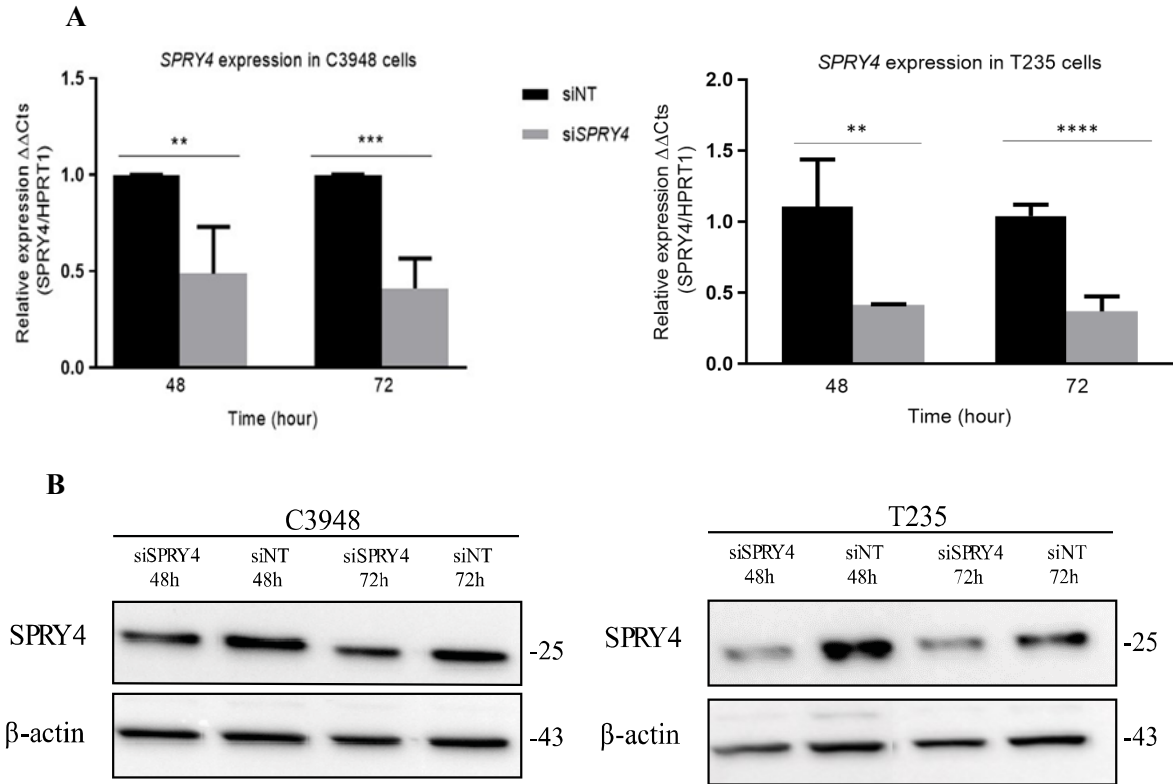 A
SPRY4 expression in C3948 cells
Relative expression ΔΔCts
(SPRY4/HPRT1)
1.5
1.0
0.5
0.0
**
***
48
72
Time (hour)
siNT
siSPRY4
SPRY4 expression in T235 cells
Relative expression ΔΔCts
(SPRY4/HPRT1)
2.0
1.5
1.0
0.5
0.0
**
****
48
72
Time (hour)
B
C3948
siSPRY4 siNT siSPRY4 siNT
48h 48h 72h 72h
SPRY4
-25
β-actin
-43
T235
siSPRY4 siNT siSPRY4 siNT
48h 48h 72h 72h
SPRY4
-25
β-actin
-43